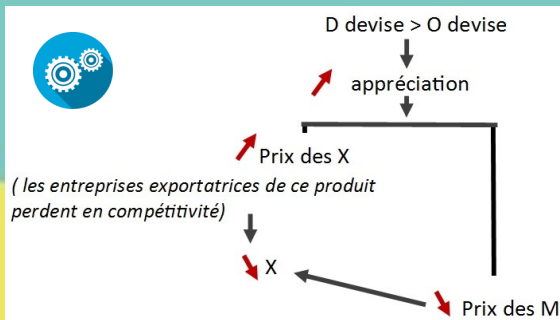 D devise > O devise
appréciation
Prix des X
( les entreprises exportatrices de ce produit
perdent en compétitivité)
X
Prix des M